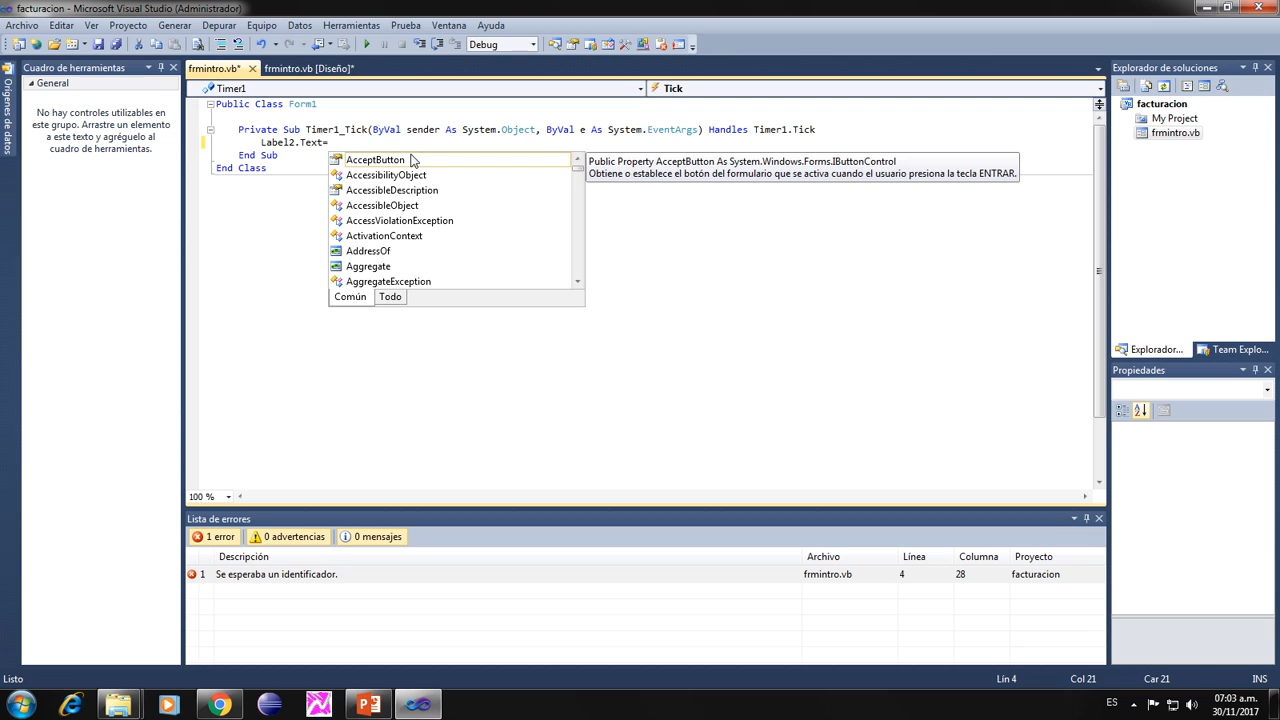 facturacion - Microsoft Visual Studio (Administrador)
Archivo Editar Ver Proyecto Generar Depurar Equipo Datos Herramientas Prueba Ventana Ayuda
Debug
Cuadro de herramientas
General
No hay controles utilizables en
este grupo. Arrastre un elemento
a este texto y agréguelo al
cuadro de herramientas.
Orígenes de datos
frmintro.vb*
frmintro.vb [Diseño]*
Timer1
Tick
Public Class Form1
Private Sub Timer1_Tick(ByVal sender As System.Object, ByVal e As System.EventArgs) Handles Timer1.Tick
Label2.Text=
End Sub
End Class
AcceptButton
AccessibilityObject
AccessibleDescription
AccessibleObject
AccessViolationException
ActivationContext
AddressOf
Aggregate
AggregateException
Común Todo
Public Property AcceptButton As System.Windows.Forms.IButtonControl
Obtiene o establece el botón del formulario que se activa cuando el usuario presiona la tecla ENTRAR.
100 %
Explorador de soluciones
facturacion
My Project
frmintro.vb
Explorador... Team Explo...
Propiedades
Lista de errores
1 error 0 advertencias 0 mensajes
Descripción Archivo Línea Columna Proyecto
1 Se esperaba un identificador. frmintro.vb 4 28 facturacion
Listo Lín 4 Col 21 Car 21 INS
ES
07:03 a.m.
30/11/2017